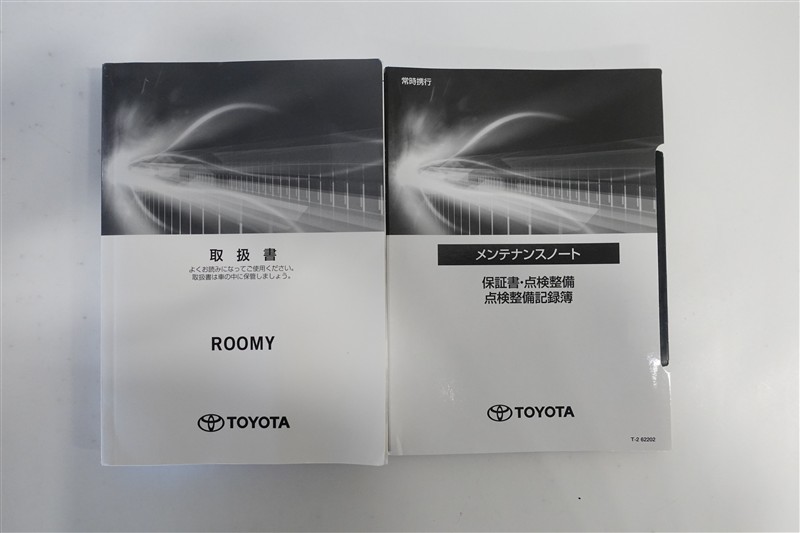 取扱書
よくお読みになってご使用ください。
取扱書は車の中に保管しましょう。
ROOMY
TOYOTA
常時携行
メンテナンスノート
保証書・点検整備
点検整備記録簿
TOYOTA
T-2 62202